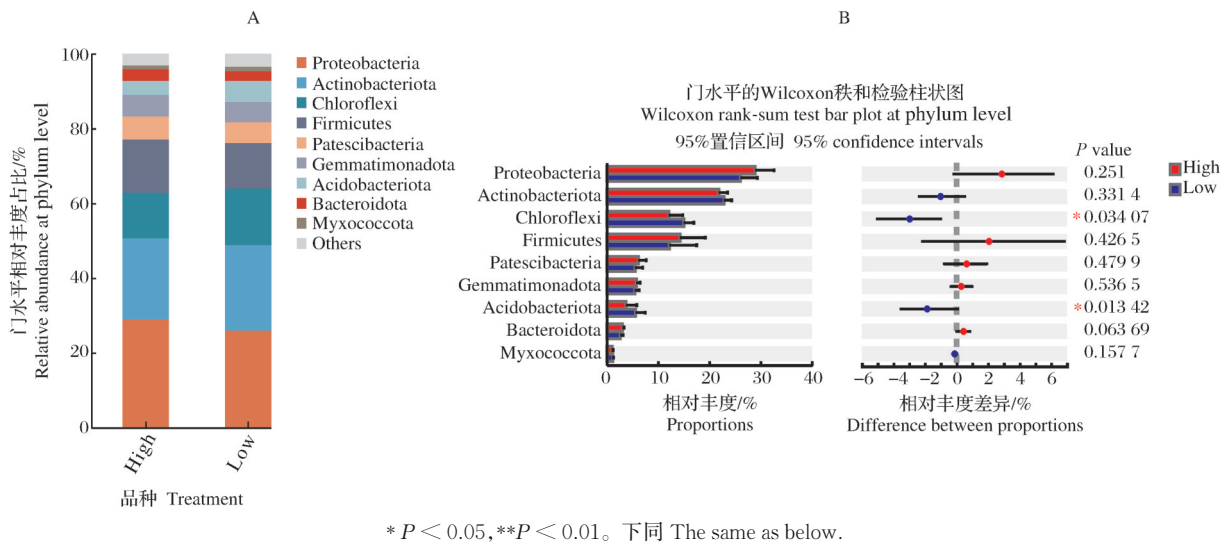 A
100
80
60
40
20
0
门水平相对丰度占比/%
Relative abundance at phylum level
High
Low
品种 Treatment
Proteobacteria
Actinobacteriota
Chloroflexi
Firmicutes
Patescibacteria
Gemmatimonadota
Acidobacteriota
Bacteroidota
Myxococcota
Others
B
门水平的Wilcoxon秩和检验柱状图
Wilcoxon rank-sum test bar plot at phylum level
95%置信区间 95% confidence intervals
P value
Proteobacteria 0.251
Actinobacteriota 0.331 4
Chloroflexi *0.034 07
Firmicutes 0.426 5
Patescibacteria 0.479 9
Gemmatimonadota 0.536 5
Acidobacteriota *0.013 42
Bacteroidota 0.063 69
Myxococcota 0.157 7
0 10 20 30 40
相对丰度/%
Proportions
−6 −4 −2 0 2 4 6
相对丰度差异/%
Difference between proportions
High
Low
* P < 0.05,**P < 0.01。下同 The same as below.